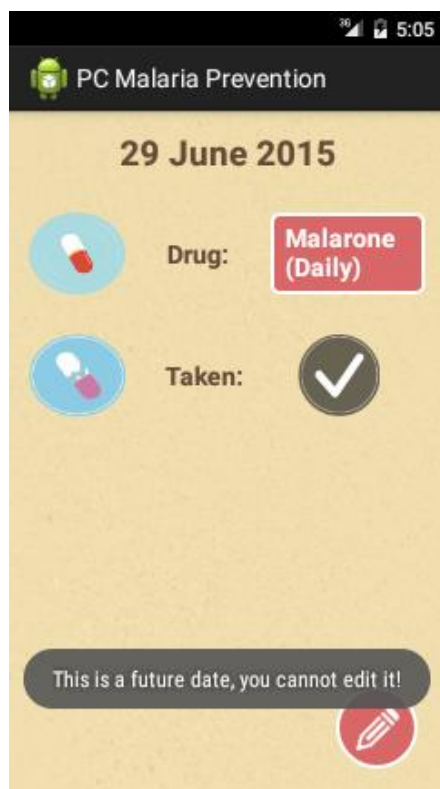 36 5:05
PC Malaria Prevention
29 June 2015
Drug:
Malarone
(Daily)
Taken:
This is a future date, you cannot edit it!